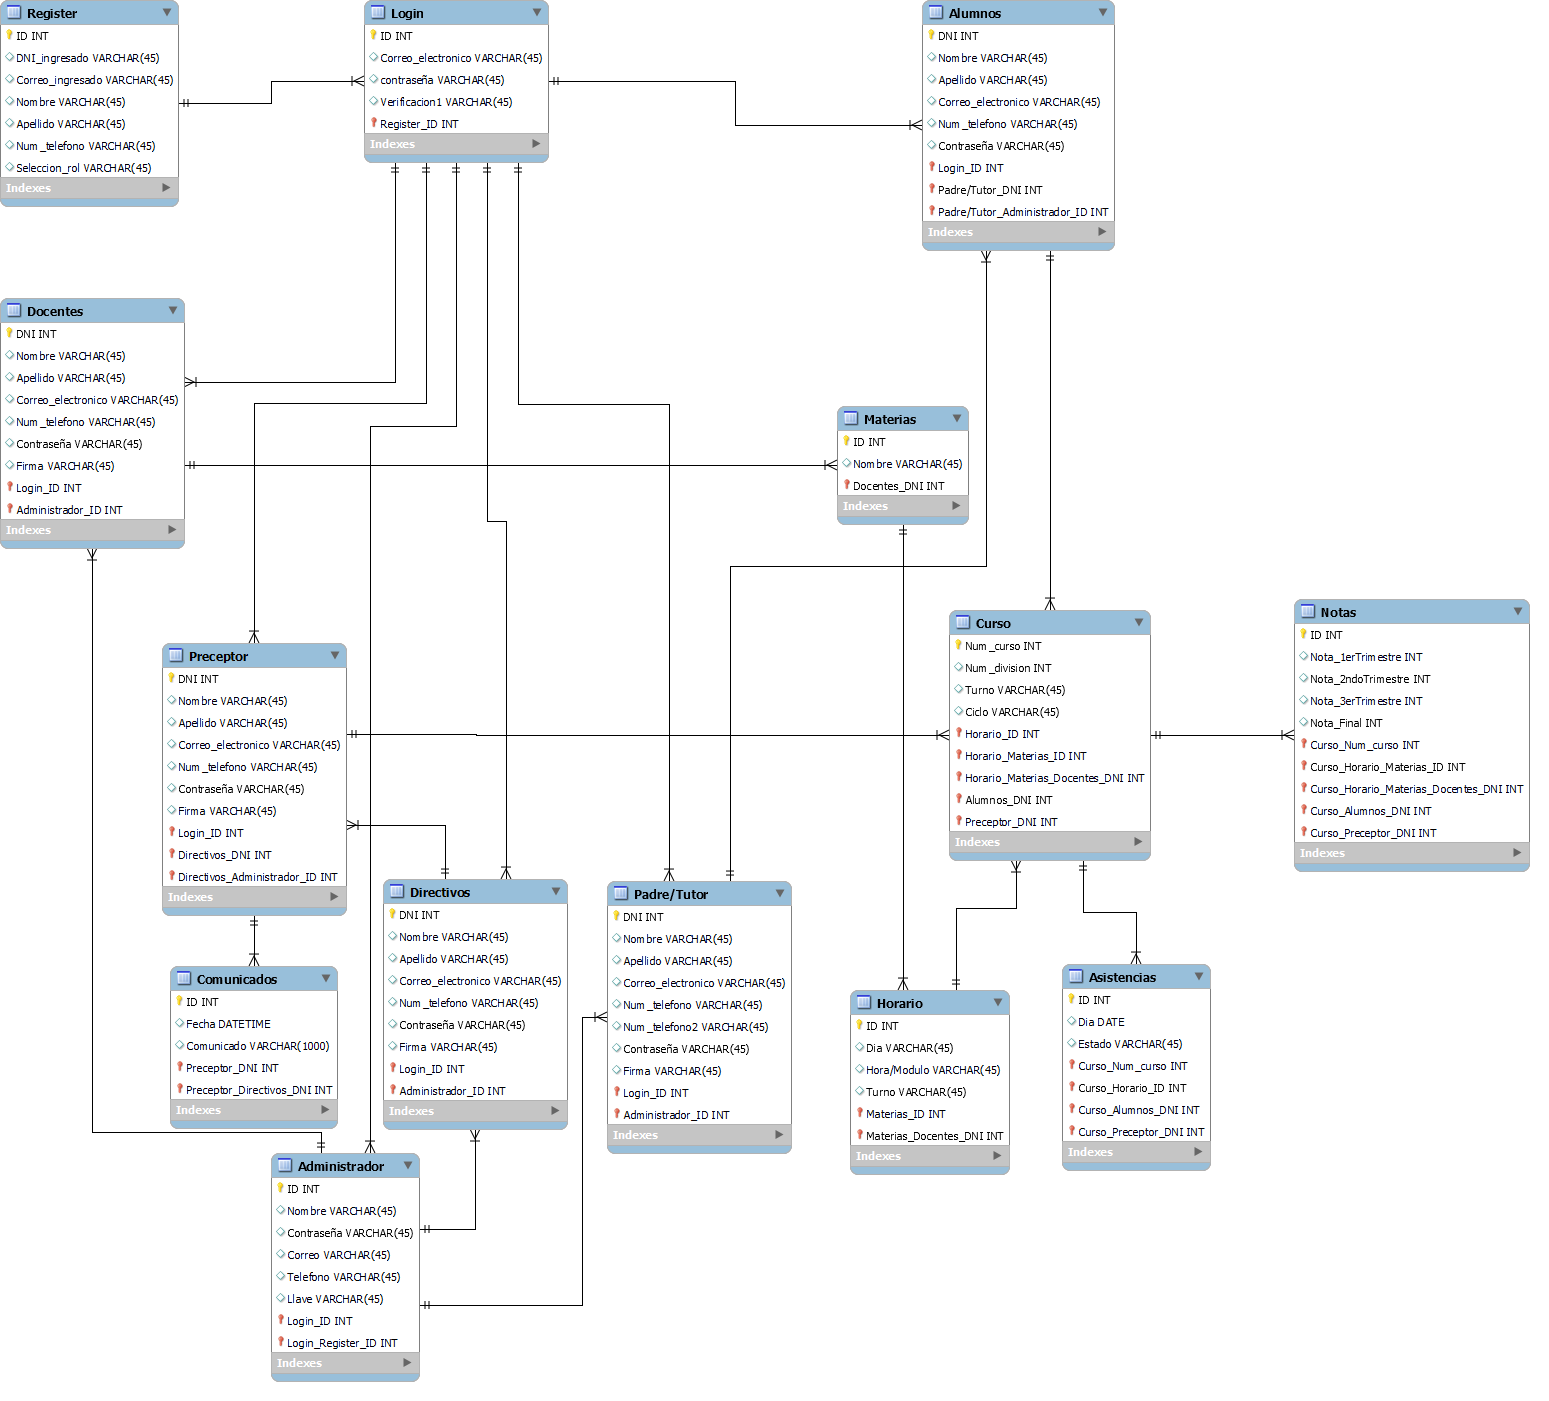 Register
ID INT
DNI_ingresado VARCHAR(45)
Correo_ingresado VARCHAR(45)
Nombre VARCHAR(45)
Apellido VARCHAR(45)
Num_telefono VARCHAR(45)
Seleccion_rol VARCHAR(45)
Indexes
Login
ID INT
Correo_electronico VARCHAR(45)
contraseña VARCHAR(45)
Verificacion1 VARCHAR(45)
Register_ID INT
Indexes
Alumnos
DNI INT
Nombre VARCHAR(45)
Apellido VARCHAR(45)
Correo_electronico VARCHAR(45)
Num_telefono VARCHAR(45)
Contraseña VARCHAR(45)
Login_ID INT
Padre/Tutor_DNI INT
Padre/Tutor_Administrador_ID INT
Indexes
Docentes
DNI INT
Nombre VARCHAR(45)
Apellido VARCHAR(45)
Correo_electronico VARCHAR(45)
Num_telefono VARCHAR(45)
Contraseña VARCHAR(45)
Firma VARCHAR(45)
Login_ID INT
Administrador_ID INT
Indexes
Materias
ID INT
Nombre VARCHAR(45)
Docentes_DNI INT
Indexes
Preceptor
DNI INT
Nombre VARCHAR(45)
Apellido VARCHAR(45)
Correo_electronico VARCHAR(45)
Num_telefono VARCHAR(45)
Contraseña VARCHAR(45)
Firma VARCHAR(45)
Login_ID INT
Directivos_DNI INT
Directivos_Administrador_ID INT
Indexes
Curso
Num_curso INT
Num_division INT
Turno VARCHAR(45)
Ciclo VARCHAR(45)
Horario_ID INT
Horario_Materias_ID INT
Horario_Materias_Docentes_DNI INT
Alumnos_DNI INT
Preceptor_DNI INT
Indexes
Notas
ID INT
Nota_1erTrimestre INT
Nota_2ndoTrimestre INT
Nota_3erTrimestre INT
Nota_Final INT
Curso_Num_curso INT
Curso_Horario_Materias_ID INT
Curso_Horario_Materias_Docentes_DNI INT
Curso_Alumnos_DNI INT
Curso_Preceptor_DNI INT
Indexes
Directivos
DNI INT
Nombre VARCHAR(45)
Apellido VARCHAR(45)
Correo_electronico VARCHAR(45)
Num_telefono VARCHAR(45)
Contraseña VARCHAR(45)
Firma VARCHAR(45)
Login_ID INT
Administrador_ID INT
Indexes
Padre/Tutor
DNI INT
Nombre VARCHAR(45)
Apellido VARCHAR(45)
Correo_electronico VARCHAR(45)
Num_telefono VARCHAR(45)
Num_telefono2 VARCHAR(45)
Contraseña VARCHAR(45)
Firma VARCHAR(45)
Login_ID INT
Administrador_ID INT
Indexes
Comunicados
ID INT
Fecha DATETIME
Comunicado VARCHAR(1000)
Preceptor_DNI INT
Preceptor_Directivos_DNI INT
Indexes
Horario
ID INT
Dia VARCHAR(45)
Hora/Modulo VARCHAR(45)
Turno VARCHAR(45)
Materias_ID INT
Materias_Docentes_DNI INT
Indexes
Asistencias
ID INT
Dia DATE
Estado VARCHAR(45)
Curso_Num_curso INT
Curso_Horario_ID INT
Curso_Alumnos_DNI INT
Curso_Preceptor_DNI INT
Indexes
Administrador
ID INT
Nombre VARCHAR(45)
Contraseña VARCHAR(45)
Correo VARCHAR(45)
Telefono VARCHAR(45)
Llave VARCHAR(45)
Login_ID INT
Login_Register_ID INT
Indexes